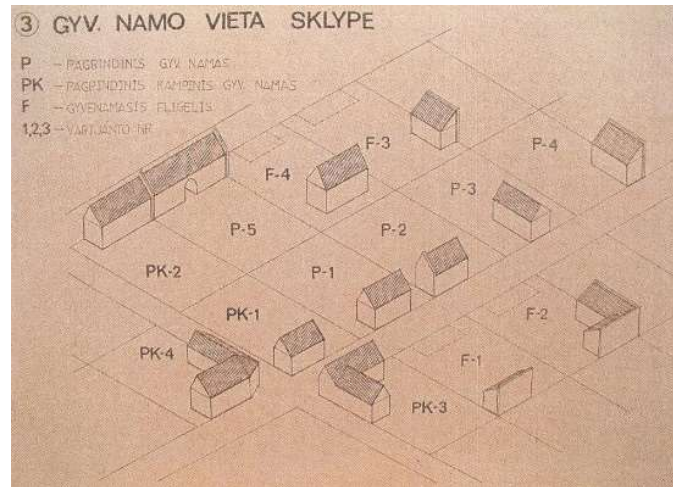 3 GYV. NAMO VIETA SKLYPE
P – PAGRINDINIS GYV. NAMAS
PK – PAGRINDINIS KAMPINIS GYV. NAMAS
F – GYVENAMASIS FLIGELIS
1,2,3 – VARIANTO NR.
F-3
P-4
F-4
P-3
P-5
P-2
PK-2
P-1
PK-1
F-2
PK-4
F-1
PK-3